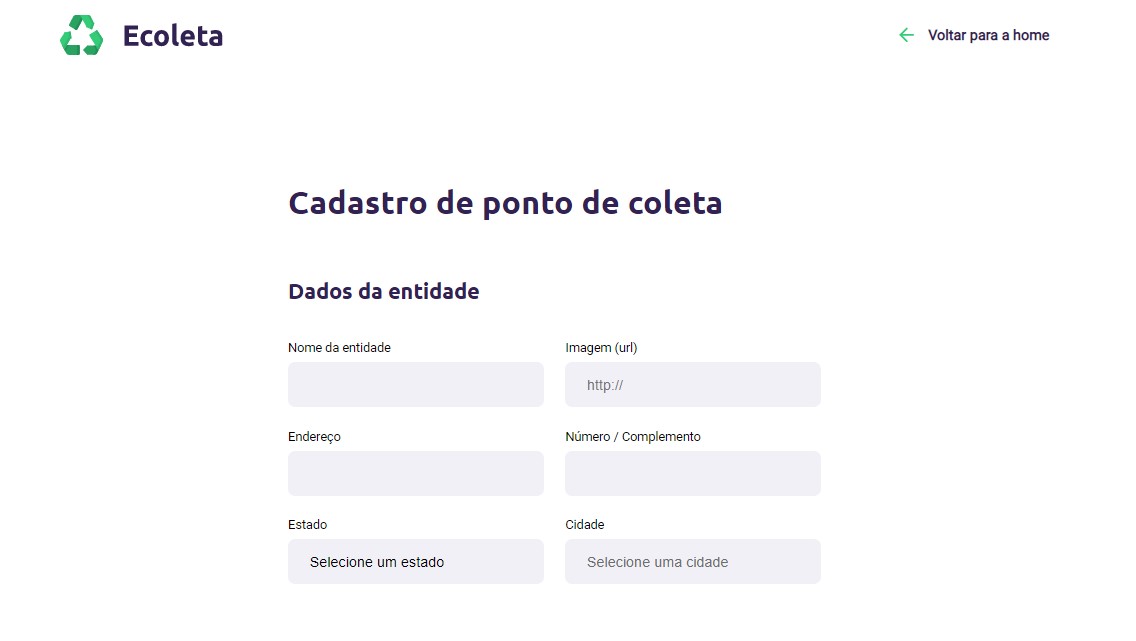 Ecoleta
Voltar para a home
Cadastro de ponto de coleta
Dados da entidade
Nome da entidade
Imagem (url)
http://
Endereço
Número / Complemento
Estado
Cidade
Selecione um estado
Selecione uma cidade